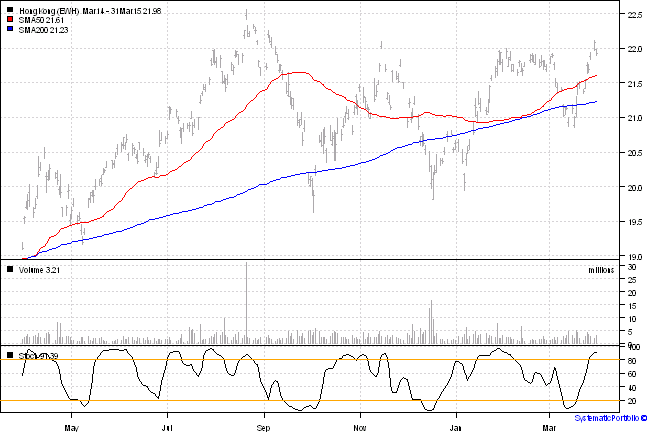 Hong Kong (EWH) Mar14 - 31Mar15 21.98
SMA50 21.61
SMA200 21.23
22.5
22.0
21.5
21.0
20.5
20.0
19.5
19.0
Volume 3.21
millions
30
25
20
15
10
5
0
Stoch 91.39
100
80
60
40
20
May
Jul
Sep
Nov
Jan
Mar
SystematicPortfolio ©